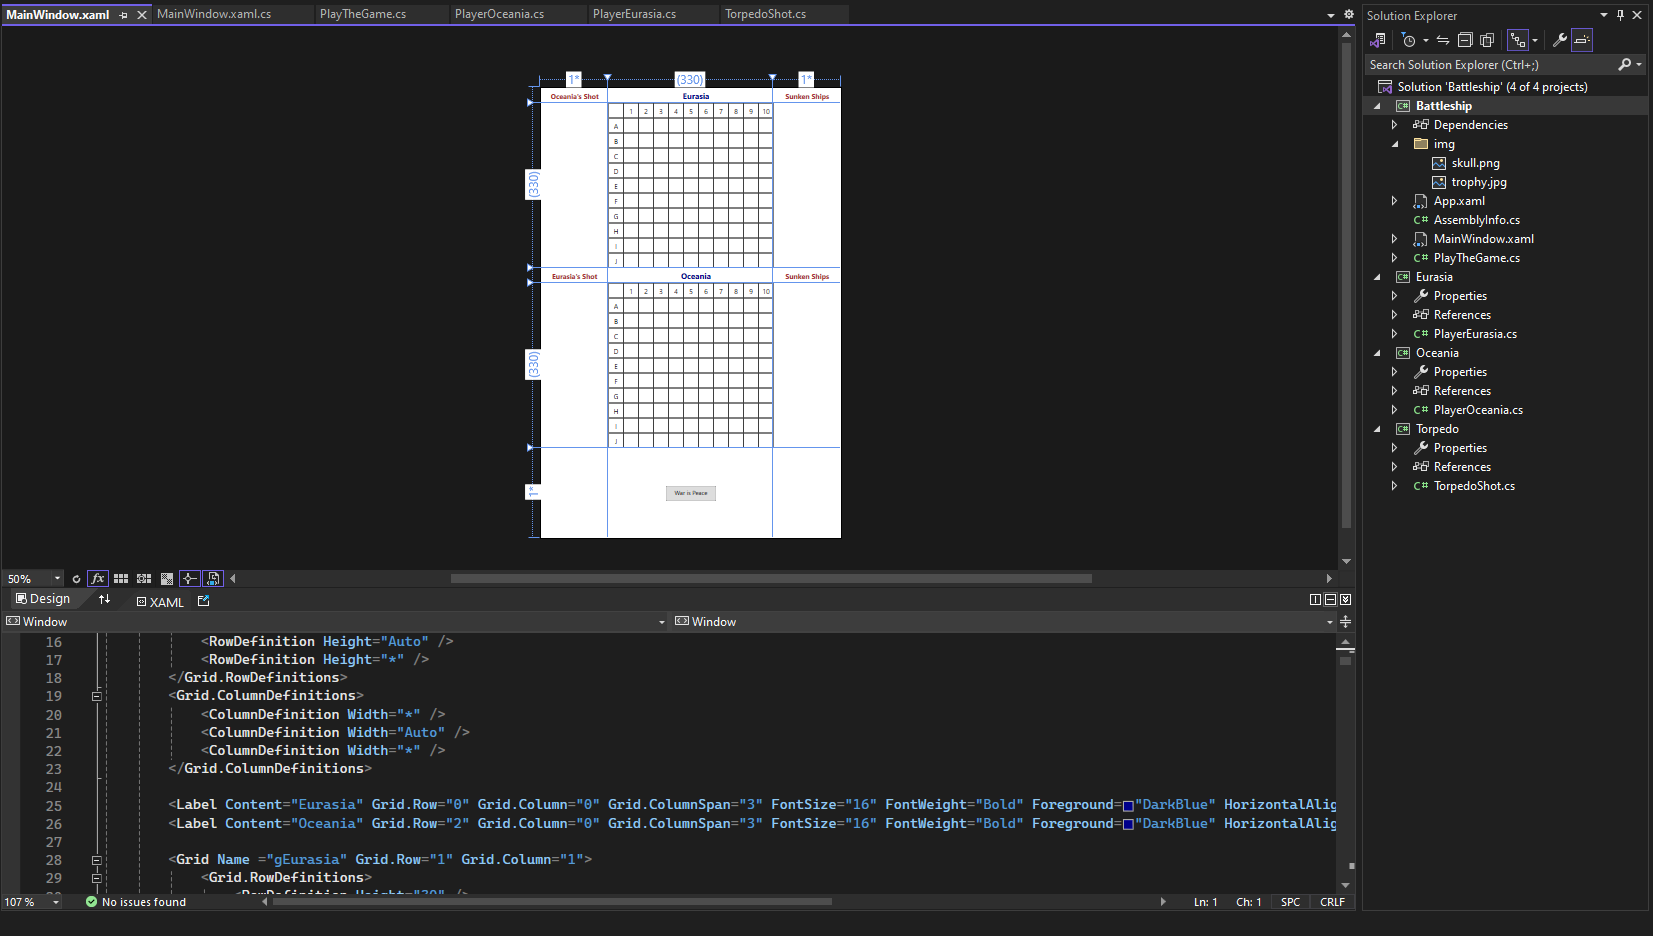 MainWindow.xaml MainWindow.xaml.cs PlayTheGame.cs PlayerOceania.cs PlayerEurasia.cs TorpedoShot.cs
1* (330) 1*
Oceania's Shot Eurasia Sunken Ships
1 2 3 4 5 6 7 8 9 10
A
B
C
D
(330)
E
F
G
H
I
J
Eurasia's Shot Oceania Sunken Ships
1 2 3 4 5 6 7 8 9 10
A
B
C
D
(330)
E
F
G
H
I
J
1*
War is Peace
50% fx
Design XAML
Window Window
16 <RowDefinition Height="Auto" />
17 <RowDefinition Height="*" />
18 </Grid.RowDefinitions>
19 <Grid.ColumnDefinitions>
20 <ColumnDefinition Width="*" />
21 <ColumnDefinition Width="Auto" />
22 <ColumnDefinition Width="*" />
23 </Grid.ColumnDefinitions>
24
25 <Label Content="Eurasia" Grid.Row="0" Grid.Column="0" Grid.ColumnSpan="3" FontSize="16" FontWeight="Bold" Foreground="DarkBlue" HorizontalAlig
26 <Label Content="Oceania" Grid.Row="2" Grid.Column="0" Grid.ColumnSpan="3" FontSize="16" FontWeight="Bold" Foreground="DarkBlue" HorizontalAlig
27
28 <Grid Name ="gEurasia" Grid.Row="1" Grid.Column="1">
29 <Grid.RowDefinitions>
107 % No issues found Ln: 1 Ch: 1 SPC CRLF
Solution Explorer
Search Solution Explorer (Ctrl+;)
Solution 'Battleship' (4 of 4 projects)
C# Battleship
Dependencies
img
skull.png
trophy.jpg
App.xaml
C# AssemblyInfo.cs
MainWindow.xaml
C# PlayTheGame.cs
C# Eurasia
Properties
References
C# PlayerEurasia.cs
C# Oceania
Properties
References
C# PlayerOceania.cs
C# Torpedo
Properties
References
C# TorpedoShot.cs